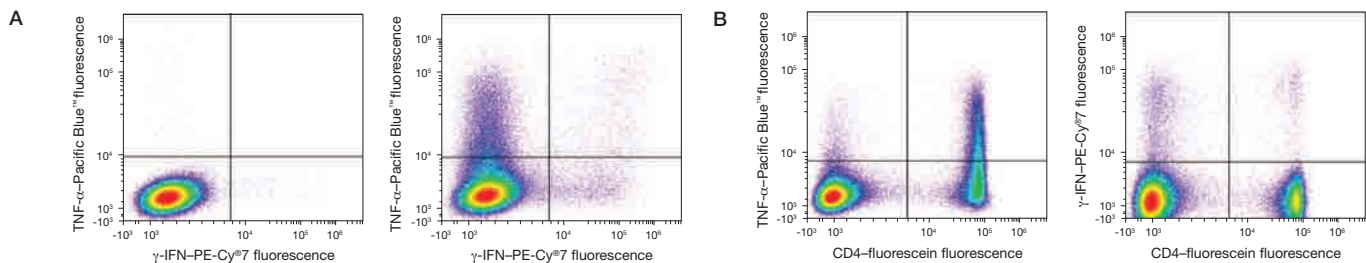 A
TNF-α–Pacific Blue™ fluorescence
10⁶
10⁵
10⁴
10³
-10³
-10³ 10³ 10⁴ 10⁵ 10⁶
γ-IFN–PE-Cy®7 fluorescence
TNF-α–Pacific Blue™ fluorescence
10⁶
10⁵
10⁴
10³
-10³
-10³ 10³ 10⁴ 10⁵ 10⁶
γ-IFN–PE-Cy®7 fluorescence
B
TNF-α–Pacific Blue™ fluorescence
10⁶
10⁵
10⁴
10³
-10³
-10³ 10³ 10⁴ 10⁵ 10⁶
CD4–fluorescein fluorescence
γ-IFN–PE-Cy®7 fluorescence
10⁶
10⁵
10⁴
10³
-10³
-10³ 10³ 10⁴ 10⁵ 10⁶
CD4–fluorescein fluorescence